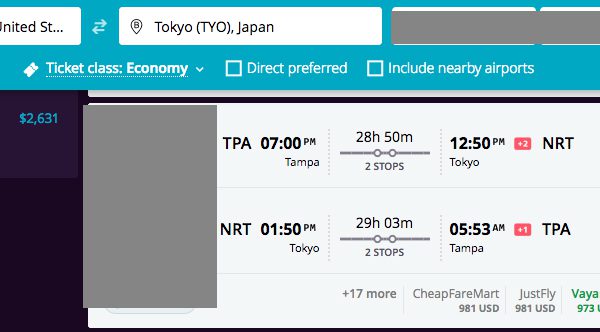 United St...
Tokyo (TYO), Japan
Ticket class: Economy
Direct preferred
Include nearby airports
$2,631
TPA 07:00 PM
Tampa
28h 50m
2 STOPS
12:50 PM +2 NRT
Tokyo
NRT 01:50 PM
Tokyo
29h 03m
2 STOPS
05:53 AM +1 TPA
Tampa
+17 more
CheapFareMart
981 USD
JustFly
981 USD
Vaya
973 U